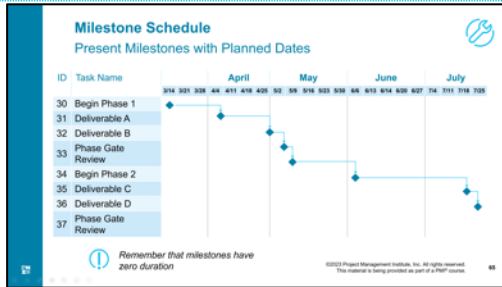 Milestone Schedule
Present Milestones with Planned Dates
ID Task Name
April May June July
3/14 3/21 3/28 4/4 4/11 4/18 4/25 5/2 5/9 5/16 5/23 5/30 6/6 6/13 6/14 6/20 6/27 7/4 7/11 7/18 7/25
30 Begin Phase 1
31 Deliverable A
32 Deliverable B
33 Phase Gate
Review
34 Begin Phase 2
35 Deliverable C
36 Deliverable D
37 Phase Gate
Review
Remember that milestones have
zero duration
©2023 Project Management Institute, Inc. All rights reserved.
This material is being provided as part of a PMI® course.